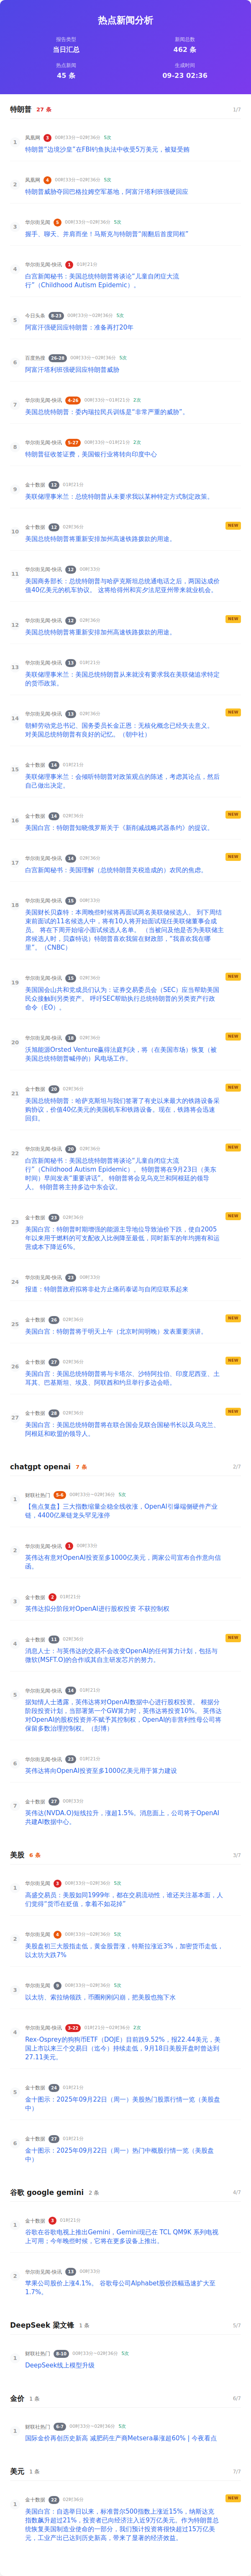 热点新闻分析
报告类型
新闻总数
当日汇总
462 条
热点新闻
生成时间
45 条
09-23 02:36
特朗普 27 条 1/7
1 凤凰网 3 00时33分~02时36分 5次
特朗普"边境沙皇"在FBI钓鱼执法中收受5万美元，被疑受贿
2 凤凰网 4 00时33分~02时36分 5次
特朗普威胁夺回巴格拉姆空军基地，阿富汗塔利班强硬回应
3 华尔街见闻 5 00时33分~02时36分 5次
握手、聊天、并肩而坐！马斯克与特朗普"闹翻后首度同框"
4 华尔街见闻-快讯 1 01时21分
白宫新闻秘书：美国总统特朗普将谈论"儿童自闭症大流
行"（Childhood Autism Epidemic）。
5 今日头条 8-23 00时33分~02时36分 5次
阿富汗强硬回应特朗普：准备再打20年
6 百度热搜 26-28 00时33分~02时36分 5次
阿富汗塔利班强硬回应特朗普威胁
7 华尔街见闻-快讯 4-26 00时33分~01时21分 2次
美国总统特朗普：委内瑞拉民兵训练是"非常严重的威胁"。
8 华尔街见闻-快讯 5-27 00时33分~01时21分 2次
特朗普征收签证费，美国银行业将转向印度中心
9 金十数据 12 01时21分
美联储理事米兰：总统特朗普从未要求我以某种特定方式制定政策。
10 金十数据 12 02时36分 NEW
美国总统特朗普将重新安排加州高速铁路拨款的用途。
11 华尔街见闻-快讯 12 00时33分
美国商务部长：总统特朗普与哈萨克斯坦总统通电话之后，两国达成价
值40亿美元的机车协议。 这将给得州和宾夕法尼亚州带来就业机会。
12 华尔街见闻-快讯 12 02时36分 NEW
美国总统特朗普将重新安排加州高速铁路拨款的用途。
13 华尔街见闻-快讯 13 01时21分
美联储理事米兰：美国总统特朗普从来就没有要求我在美联储追求特定
的货币政策。
14 华尔街见闻-快讯 13 02时36分 NEW
朝鲜劳动党总书记、国务委员长金正恩：无核化概念已经失去意义。
对美国总统特朗普有良好的记忆。（朝中社）
15 金十数据 14 01时21分
美联储理事米兰：会倾听特朗普对政策观点的陈述，考虑其论点，然后
自己做出决定。
16 金十数据 14 02时36分 NEW
美国白宫：特朗普知晓俄罗斯关于《新削减战略武器条约》的提议。
17 华尔街见闻-快讯 14 02时36分 NEW
白宫新闻秘书：美国理解（总统特朗普关税造成的）农民的焦虑。
18 华尔街见闻-快讯 15 00时33分
美国财长贝森特：本周晚些时候将再面试两名美联储候选人。 到下周结
束前面试的11名候选人中，将有10人将开始面试现任美联储董事会成
员。 将在下周开始缩小面试候选人名单。 （当被问及他是否为美联储主
席候选人时，贝森特说）特朗普喜欢我留在财政部，"我喜欢我在哪
里"。（CNBC）
19 华尔街见闻-快讯 15 02时36分 NEW
美国国会山共和党成员们认为：证券交易委员会（SEC）应当帮助美国
民众接触到另类资产。 呼吁SEC帮助执行总统特朗普的另类资产行政
命令（EO）。
20 华尔街见闻-快讯 18 02时36分 NEW
沃旭能源Orsted Venture赢得法庭判决，将（在美国市场）恢复（被
美国总统特朗普喊停的）风电场工作。
21 金十数据 20 02时36分 NEW
美国总统特朗普：哈萨克斯坦与我们签署了有史以来最大的铁路设备采
购协议，价值40亿美元的美国机车和铁路设备。现在，铁路将会迅速
回归。
22 华尔街见闻-快讯 20 02时36分 NEW
白宫新闻秘书：美国总统特朗普将谈论"儿童自闭症大流
行"（Childhood Autism Epidemic）。 特朗普将在9月23日（美东
时间）早间发表"重要讲话"。 特朗普将会见乌克兰和阿根廷的领导
人。 特朗普将主持多边中东会议。
23 金十数据 23 02时36分 NEW
美国白宫：特朗普时期增强的能源主导地位导致油价下跌，使自2005
年以来用于燃料的可支配收入比例降至最低，同时新车的年均拥有和运
营成本下降近6%。
24 华尔街见闻-快讯 23 00时33分
报道：特朗普政府拟将非处方止痛药泰诺与自闭症联系起来
25 金十数据 26 02时36分 NEW
美国白宫：特朗普将于明天上午（北京时间明晚）发表重要演讲。
26 金十数据 27 02时36分 NEW
美国白宫：美国总统特朗普将与卡塔尔、沙特阿拉伯、印度尼西亚、土
耳其、巴基斯坦、埃及、阿联酋和约旦举行多边会晤。
27 金十数据 28 02时36分 NEW
美国白宫：美国总统特朗普将在联合国会见联合国秘书长以及乌克兰、
阿根廷和欧盟的领导人。
chatgpt openai 7 条 2/7
1 财联社热门 5-6 00时33分~02时36分 5次
【焦点复盘】三大指数缩量企稳全线收涨，OpenAI引爆端侧硬件产业
链，4400亿果链龙头罕见涨停
2 华尔街见闻-快讯 1 00时33分
英伟达有意对OpenAI投资至多1000亿美元，两家公司宣布合作意向信
函。
3 金十数据 2 01时21分
英伟达拟分阶段对OpenAI进行股权投资 不获控制权
4 金十数据 13 02时36分 NEW
消息人士：与英伟达的交易不会改变OpenAI的任何算力计划，包括与
微软(MSFT.O)的合作或其自主研发芯片的努力。
5 华尔街见闻-快讯 14 01时21分
据知情人士透露，英伟达将对OpenAI数据中心进行股权投资。 根据分
阶段投资计划，当部署第一个GW算力时，英伟达将投资10%。 英伟达
对OpenAI的股权投资并不赋予其控制权，OpenAI的非营利性母公司将
保留多数治理控制权。（彭博）
6 华尔街见闻-快讯 23 01时21分
英伟达将向OpenAI投资至多1000亿美元用于算力建设
7 金十数据 27 00时33分
英伟达(NVDA.O)短线拉升，涨超1.5%。消息面上，公司将于OpenAI
共建AI数据中心。
美股 6 条 3/7
1 华尔街见闻 3 00时33分~02时36分 5次
高盛交易员：美股如同1999年，都在交易流动性，谁还关注基本面，人
们觉得"货币在贬值，拿着不如花掉"
2 华尔街见闻 4 00时33分~02时36分 5次
美股盘初三大股指走低，黄金股普涨，特斯拉涨近3%，加密货币走低，
以太坊大跌7%
3 华尔街见闻 9 00时33分~02时36分 5次
以太坊、索拉纳领跌，币圈刚刚闪崩，把美股也拖下水
4 华尔街见闻-快讯 3-22 01时21分~02时36分 2次
Rex-Osprey的狗狗币ETF（DOJE）目前跌9.52%，报22.44美元，美
国上市以来三个交易日（迄今）持续走低，9月18日美股开盘时曾达到
27.11美元。
5 金十数据 24 01时21分
金十图示：2025年09月22日（周一）美股热门股票行情一览（美股盘
中）
6 金十数据 27 01时21分
金十图示：2025年09月22日（周一）热门中概股行情一览（美股盘
中）
谷歌 google gemini 2 条 4/7
1 金十数据 3 01时21分
谷歌在谷歌电视上推出Gemini，Gemini现已在 TCL QM9K 系列电视
上可用；今年晚些时候，它将在更多设备上推出。
2 华尔街见闻-快讯 13 00时33分
苹果公司股价上涨4.1%。 谷歌母公司Alphabet股价跌幅迅速扩大至
1.7%。
DeepSeek 梁文锋 1 条 5/7
1 财联社热门 8-10 00时33分~02时36分 5次
DeepSeek线上模型升级
金价 1 条 6/7
1 财联社热门 6-7 00时33分~02时36分 5次
国际金价再创历史新高 减肥药生产商Metsera暴涨超60% | 今夜看点
美元 1 条 7/7
1 金十数据 22 02时36分 NEW
美国白宫：自选举日以来，标准普尔500指数上涨近15%，纳斯达克
指数飙升超过21%，投资者已向经济注入近9万亿美元。作为特朗普总
统恢复美国制造业使命的一部分，我们预计投资将很快超过15万亿美
元，工业产出已达到历史新高，带来了显著的经济效益。